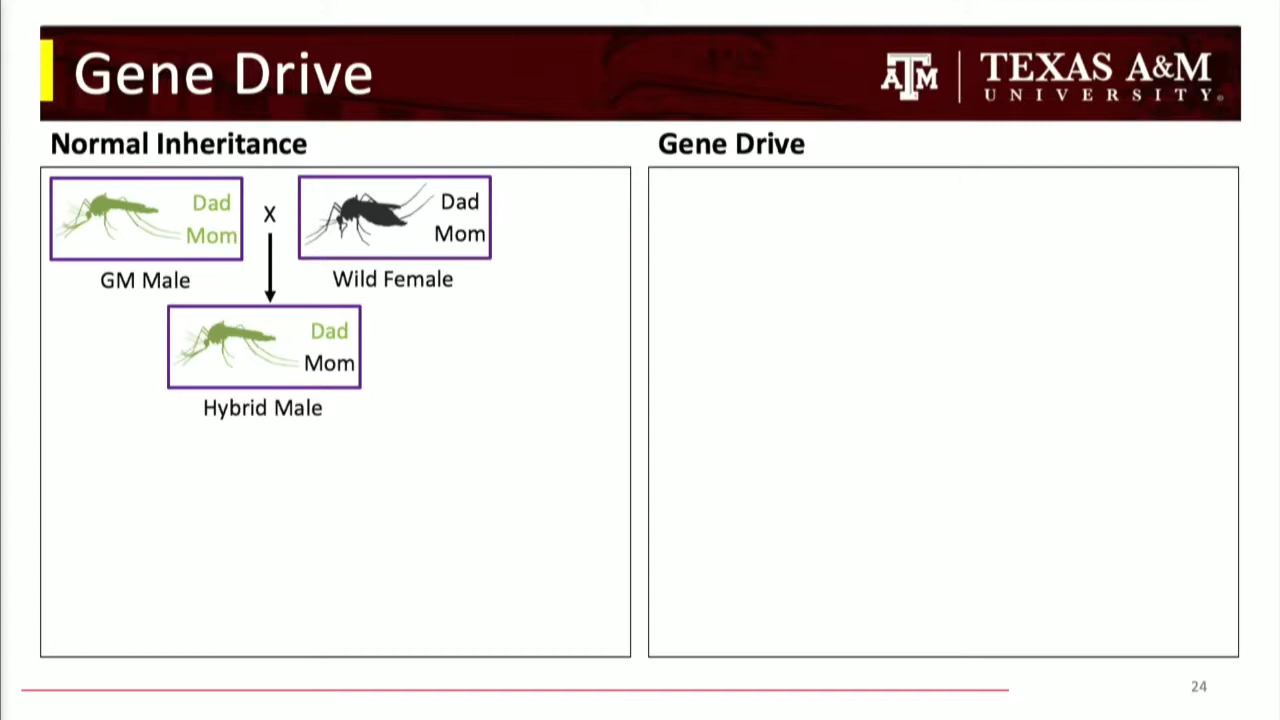 Gene Drive
ATM
TEXAS A&M
UNIVERSITY®
Normal Inheritance
Dad
Mom
X
Dad
Mom
GM Male
Wild Female
Dad
Mom
Hybrid Male
Gene Drive
24